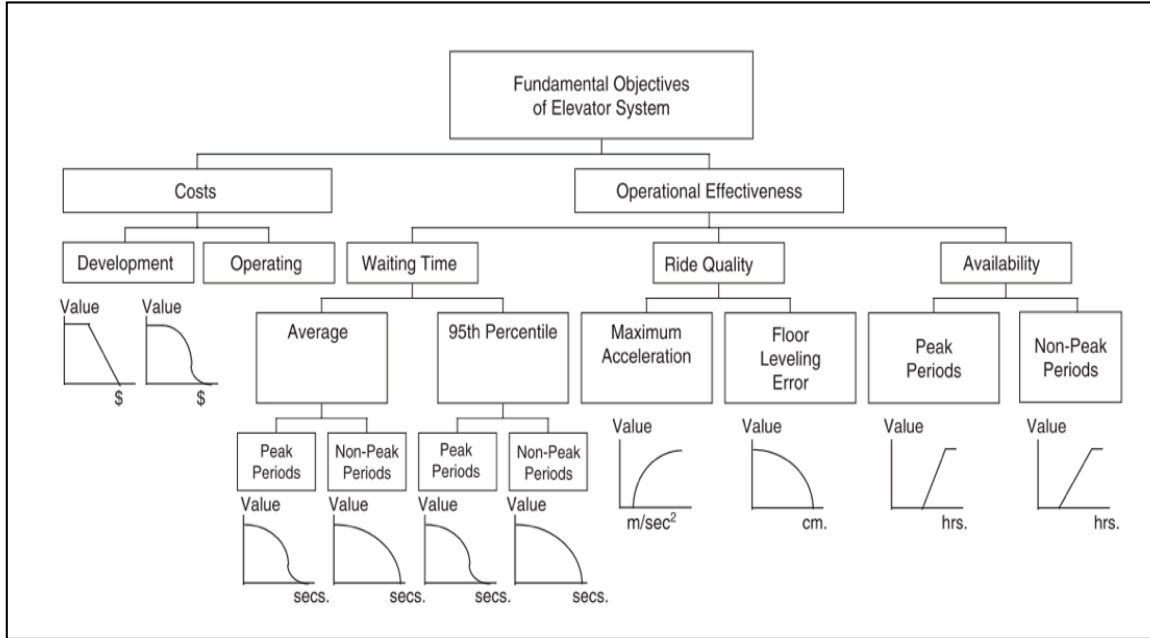 Fundamental Objectives
of Elevator System
Costs
Operational Effectiveness
Development
Operating
Waiting Time
Ride Quality
Availability
Value
Value
$
$
Average
95th Percentile
Maximum
Acceleration
Floor
Leveling
Error
Peak
Periods
Non-Peak
Periods
Value
m/sec²
Value
cm.
Value
hrs.
Value
hrs.
Peak
Periods
Non-Peak
Periods
Peak
Periods
Non-Peak
Periods
Value
secs.
Value
secs.
Value
secs.
Value
secs.